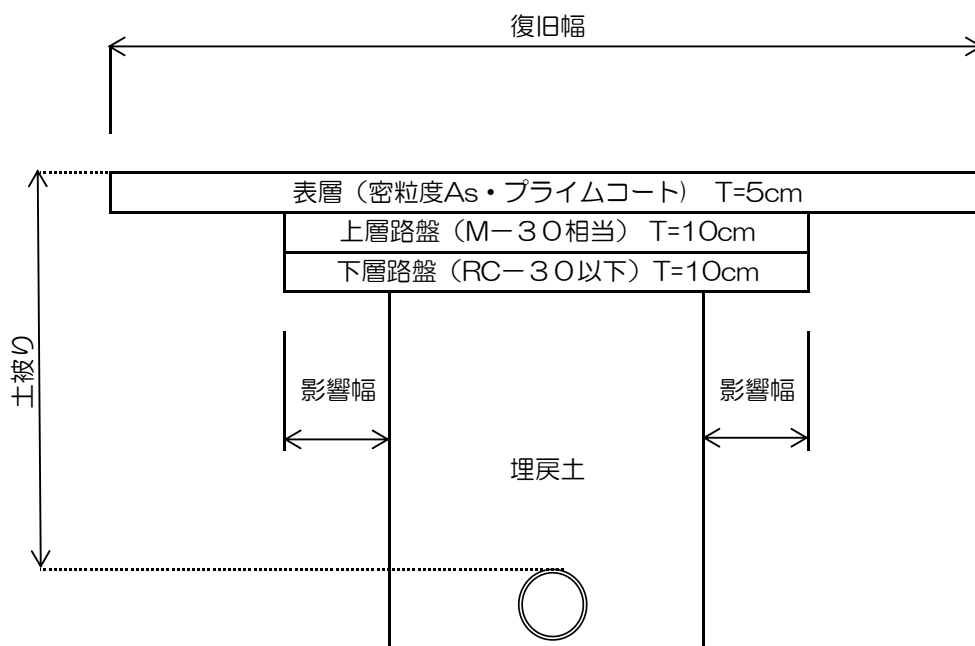 復旧幅
表層（密粒度As・プライムコート） T=5cm
上層路盤（M－３０相当）T=10cm
下層路盤（RC－３０以下）T=10cm
土被り
影響幅
影響幅
埋戻土